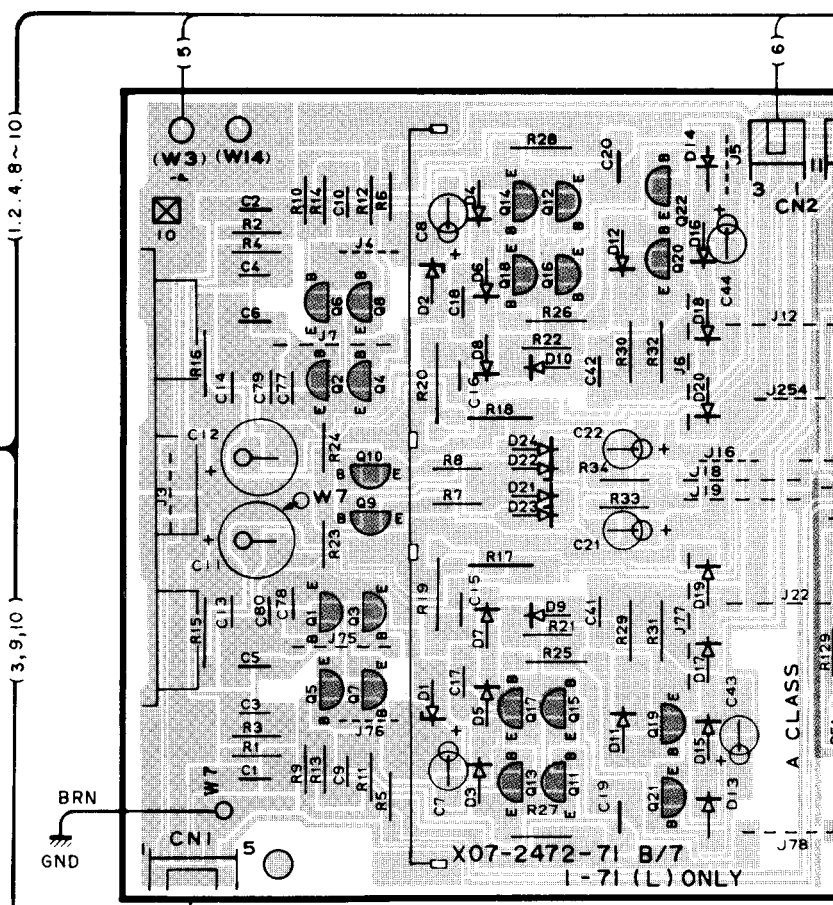 (5)
(6)
(1,2,4,8~10)
(3,9,10)
(W3) (W14)
10
C2
R2
R4
C4
C6
R10
R14
C10
R12
R6
J4
B
Q6
E
B
Q8
E
J7
R16
C14
C79
C77
B
Q2
E
B
Q4
E
C12
+
R24
Q10
B E
J3
W7
Q9
B E
C11
+
R23
R15
C13
C80
C78
E
Q1
B
E
Q3
B
J75
C5
E
Q5
B
E
Q7
B
C3
R3
R1
C1
J76
W7
R9
R13
C9
R11
R5
BRN
GND
1 CN1 5
C8
+
D4
D2
D6
C18
R28
E
Q14
B
E
Q12
B
C20
B
Q22
E
D14
J5
3 1
CN2
11
D12
B
Q18
E
B
Q16
E
B
Q20
E
D16
+
C44
R26
D18
J12
R20
D8
C16
R22
D10
C42
R30
R32
J6
D20
J254
R18
D24
D22
D21
D23
C22
+
R8
R7
R34
R33
J16
J18
J19
C21
+
R17
R19
C15
D7
D9
R21
C41
R29
R31
J77
D19
J22
R25
D17
D1
C17
D5
B
Q17
E
B
Q15
E
D11
E
Q19
B
D15
C43
+
A CLASS
R129
C7
+
D3
E
Q13
B
E
Q11
B
C19
E
Q21
B
D13
R27
J78
X07-2472-71 B/7
1-71 (L) ONLY